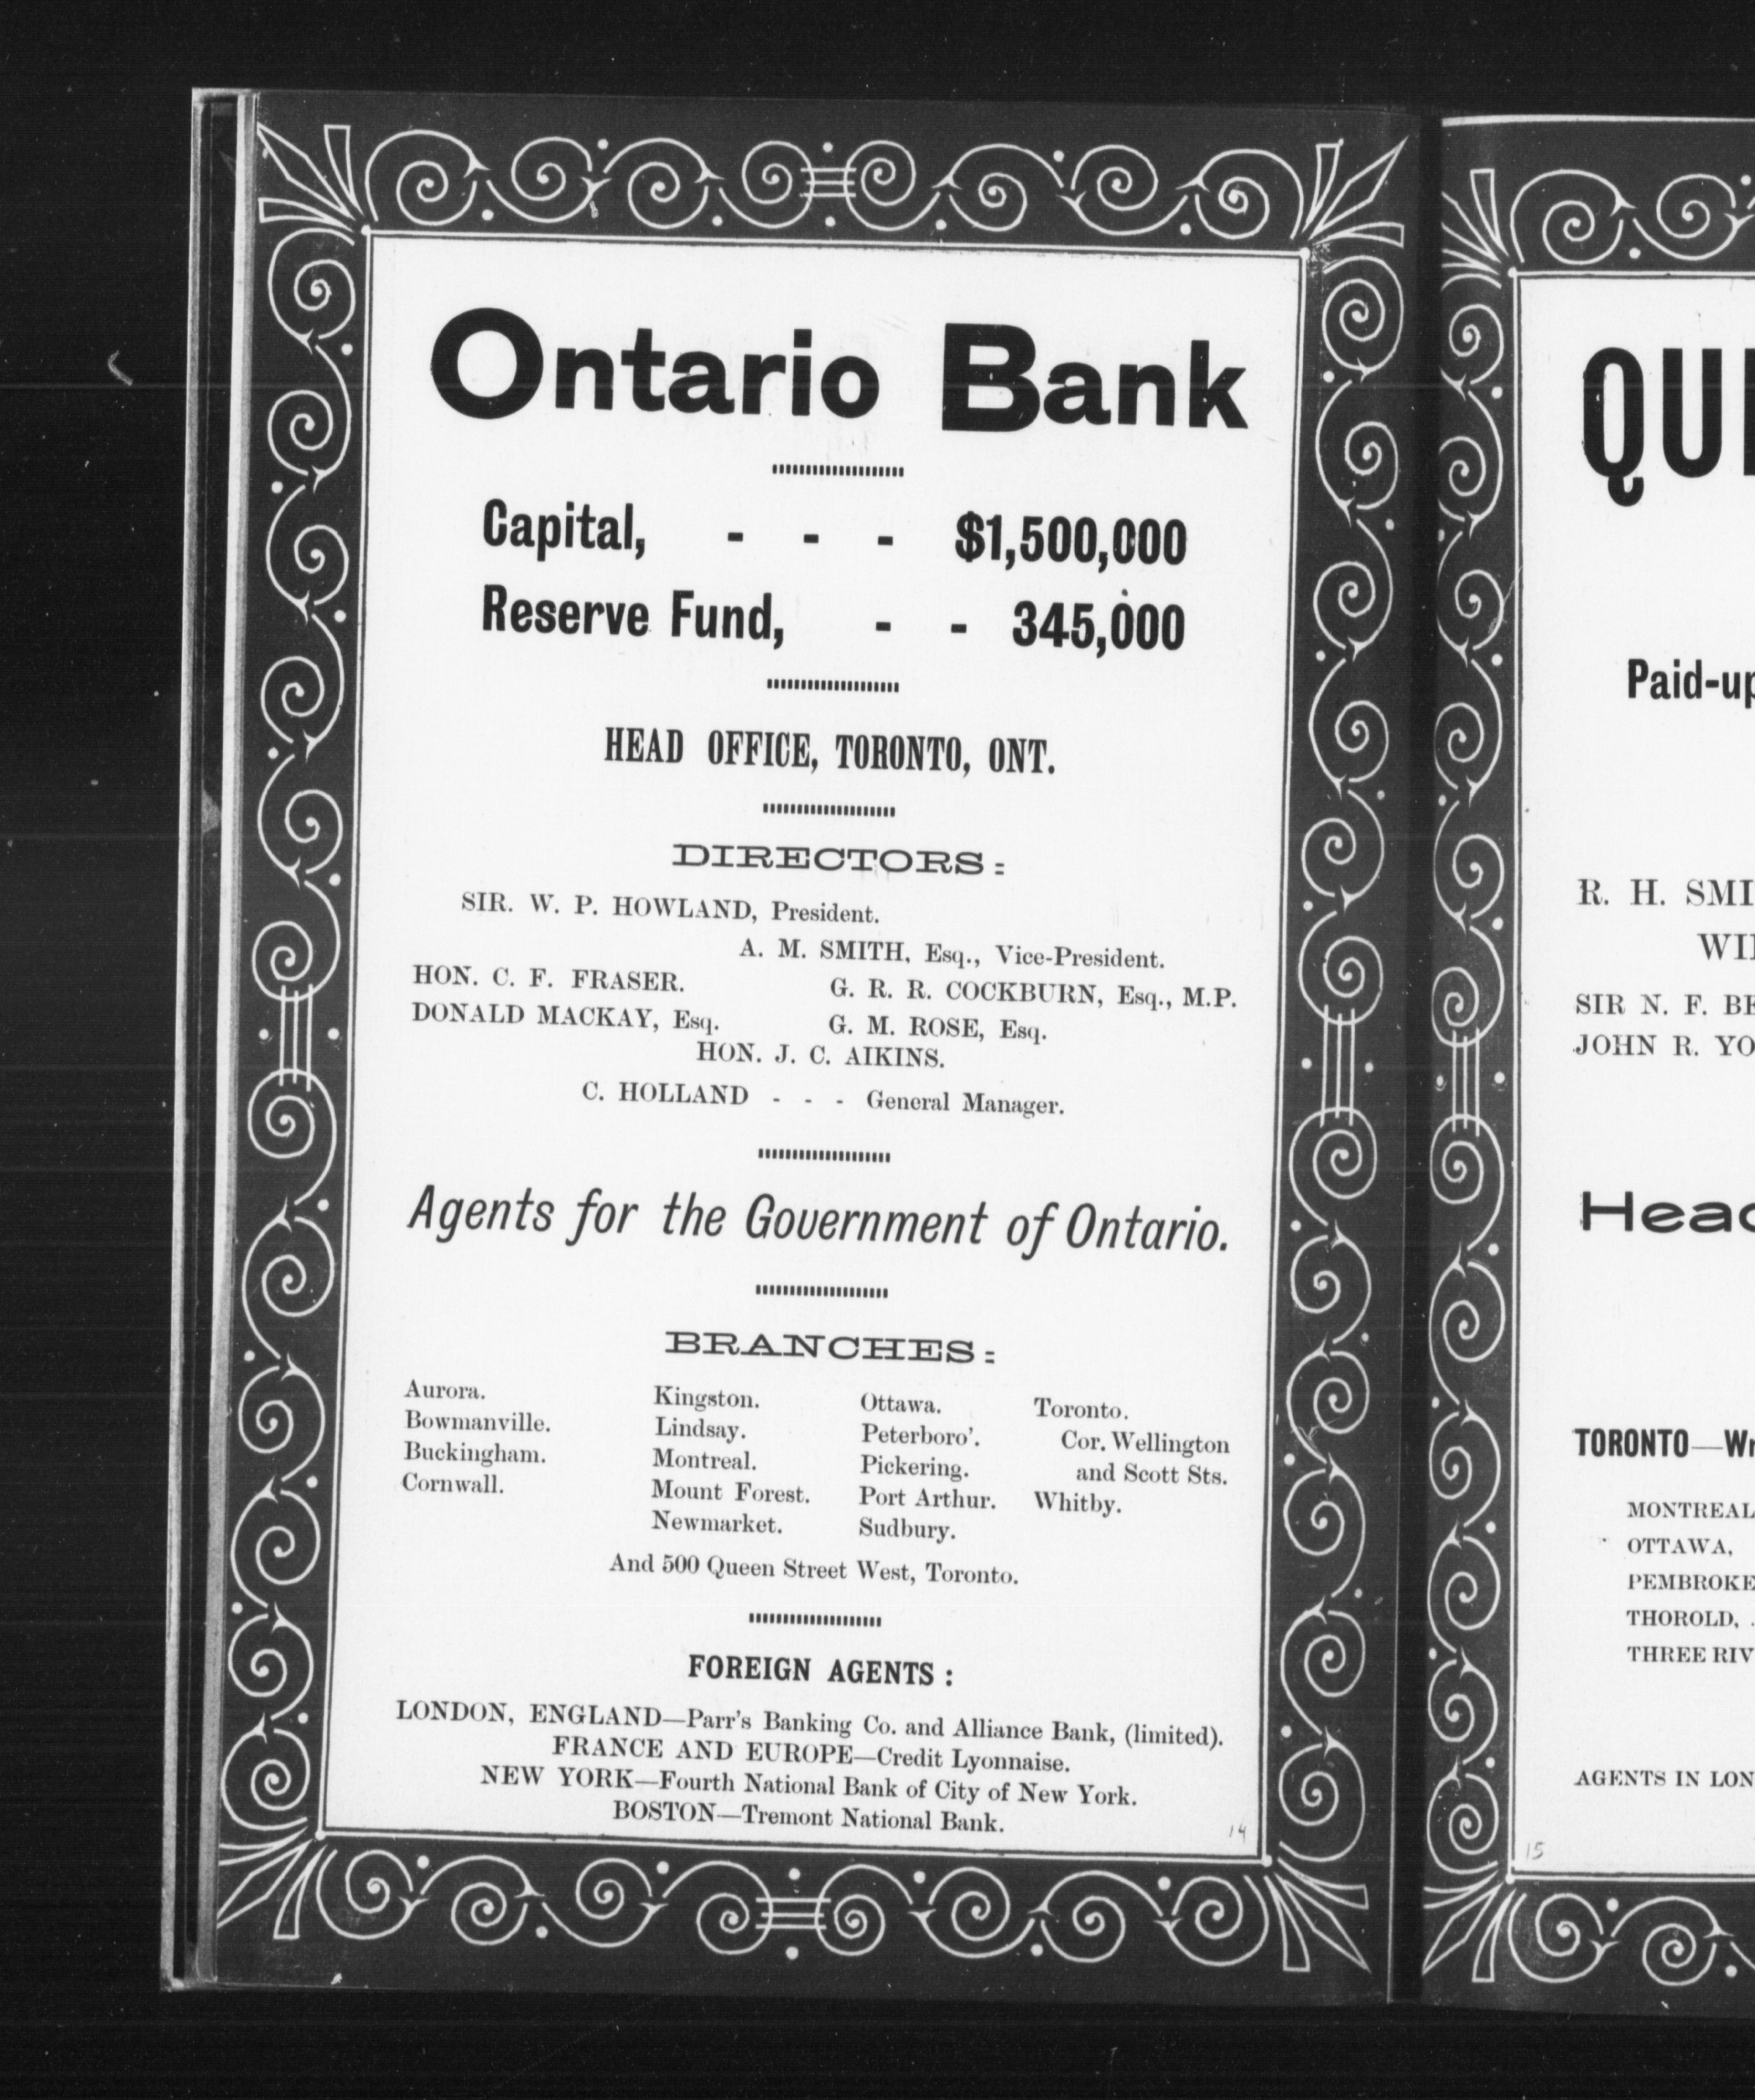 Ontario Bank
Capital, - - - $1,500,000
Reserve Fund, - - 345,000
HEAD OFFICE, TORONTO, ONT.
DIRECTORS:
SIR. W. P. HOWLAND, President.
A. M. SMITH, Esq., Vice-President.
HON. C. F. FRASER. G. R. R. COCKBURN, Esq., M.P.
DONALD MACKAY, Esq. G. M. ROSE, Esq.
HON. J. C. AIKINS.
C. HOLLAND - - - General Manager.
Agents for the Government of Ontario.
BRANCHES:
Aurora. Kingston. Ottawa. Toronto.
Bowmanville. Lindsay. Peterboro'. Cor. Wellington
Buckingham. Montreal. Pickering. and Scott Sts.
Cornwall. Mount Forest. Port Arthur. Whitby.
Newmarket. Sudbury.
And 500 Queen Street West, Toronto.
FOREIGN AGENTS:
LONDON, ENGLAND—Parr's Banking Co. and Alliance Bank, (limited).
FRANCE AND EUROPE—Credit Lyonnaise.
NEW YORK—Fourth National Bank of City of New York.
BOSTON—Tremont National Bank.
14
Paid-up
R. H.
SIR N. F.
JOHN R.
TORONTO
MONTREAL
OTTAWA,
PEMBROKE
THOROLD,
THREE RIV
AGENTS IN LON
15